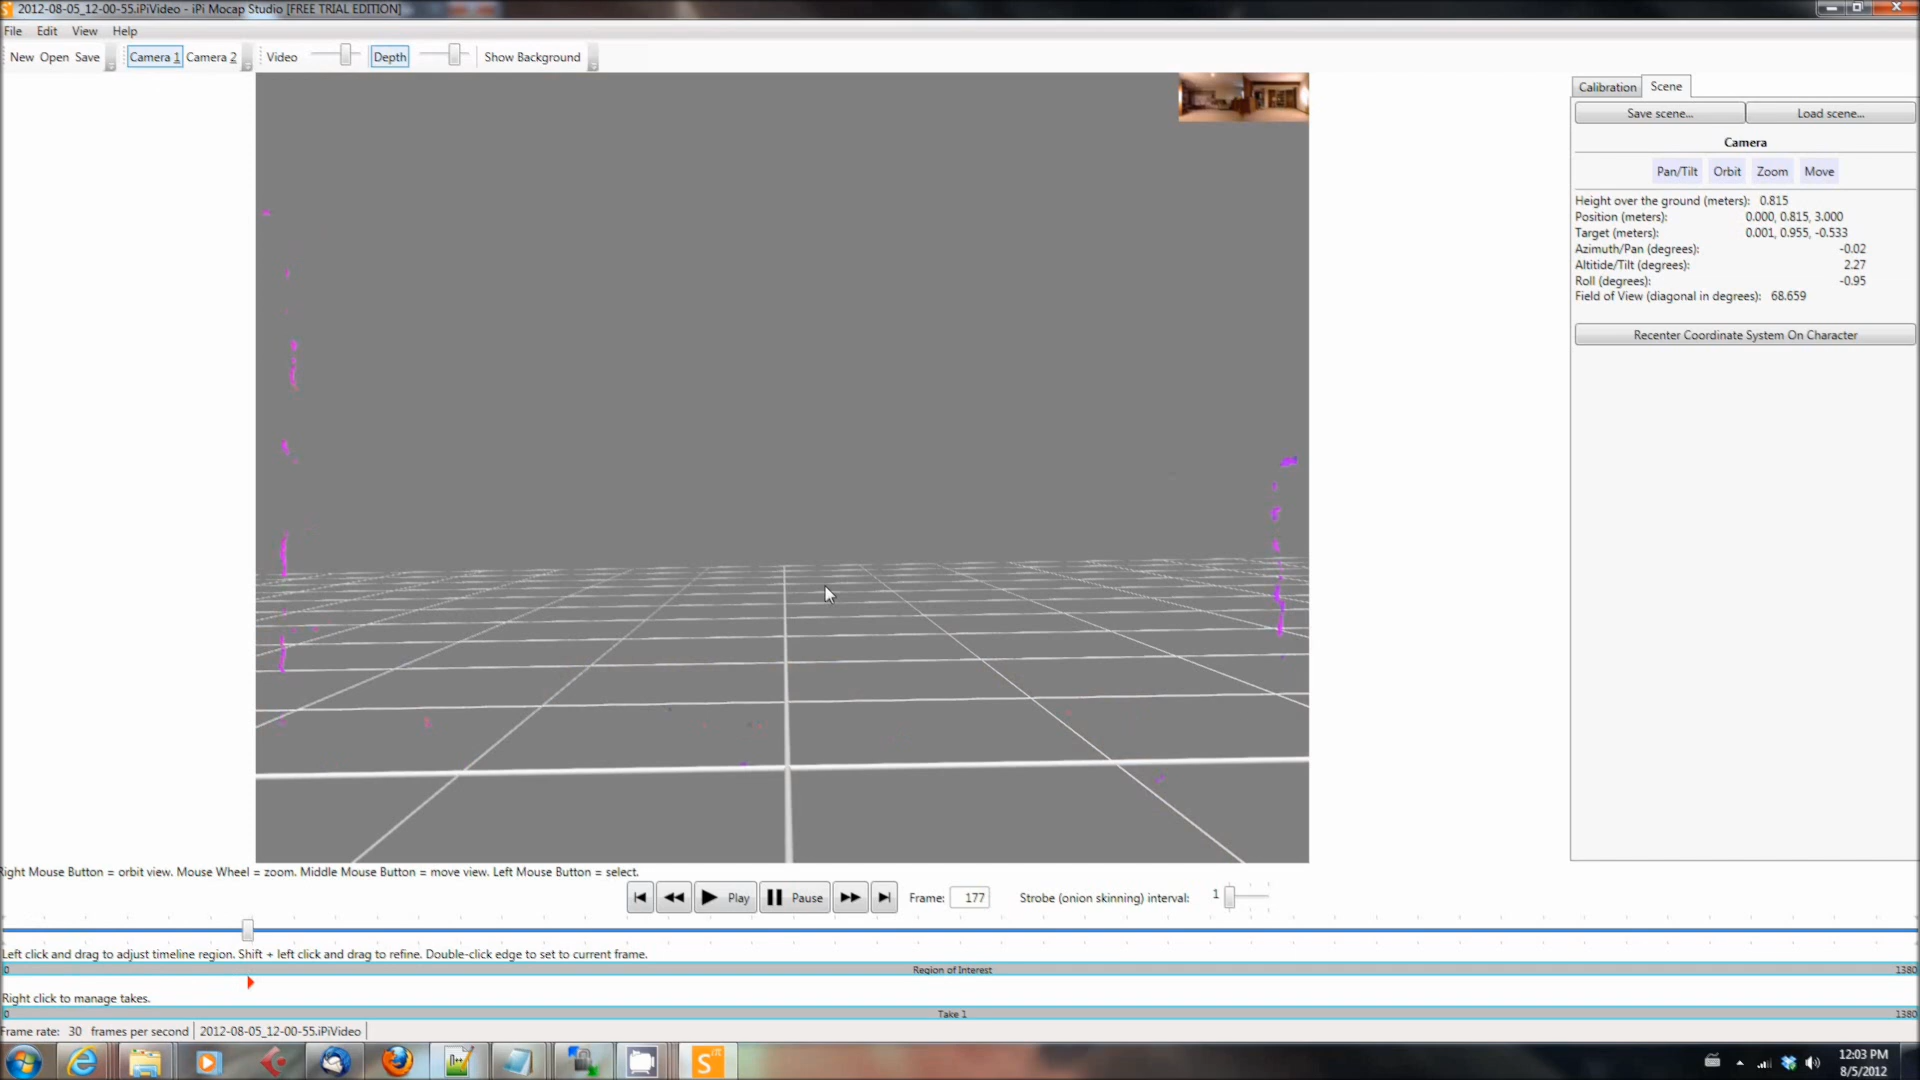 2012-08-05_12-00-55.iPiVideo - iPi Mocap Studio [FREE TRIAL EDITION]
File Edit View Help
New Open Save Camera 1 Camera 2 Video Depth Show Background
Calibration Scene
Save scene... Load scene...
Camera
Pan/Tilt Orbit Zoom Move
Height over the ground (meters): 0.815
Position (meters): 0.000, 0.815, 3.000
Target (meters): 0.001, 0.955, -0.533
Azimuth/Pan (degrees): -0.02
Altitide/Tilt (degrees): 2.27
Roll (degrees): -0.95
Field of View (diagonal in degrees): 68.659
Recenter Coordinate System On Character
Right Mouse Button = orbit view. Mouse Wheel = zoom. Middle Mouse Button = move view. Left Mouse Button = select.
Play Pause Frame: 177 Strobe (onion skinning) interval: 1
Left click and drag to adjust timeline region. Shift + left click and drag to refine. Double-click edge to set to current frame.
0 Region of Interest 1380
Right click to manage takes.
0 Take 1 1380
Frame rate: 30 frames per second 2012-08-05_12-00-55.iPiVideo
12:03 PM
8/5/2012